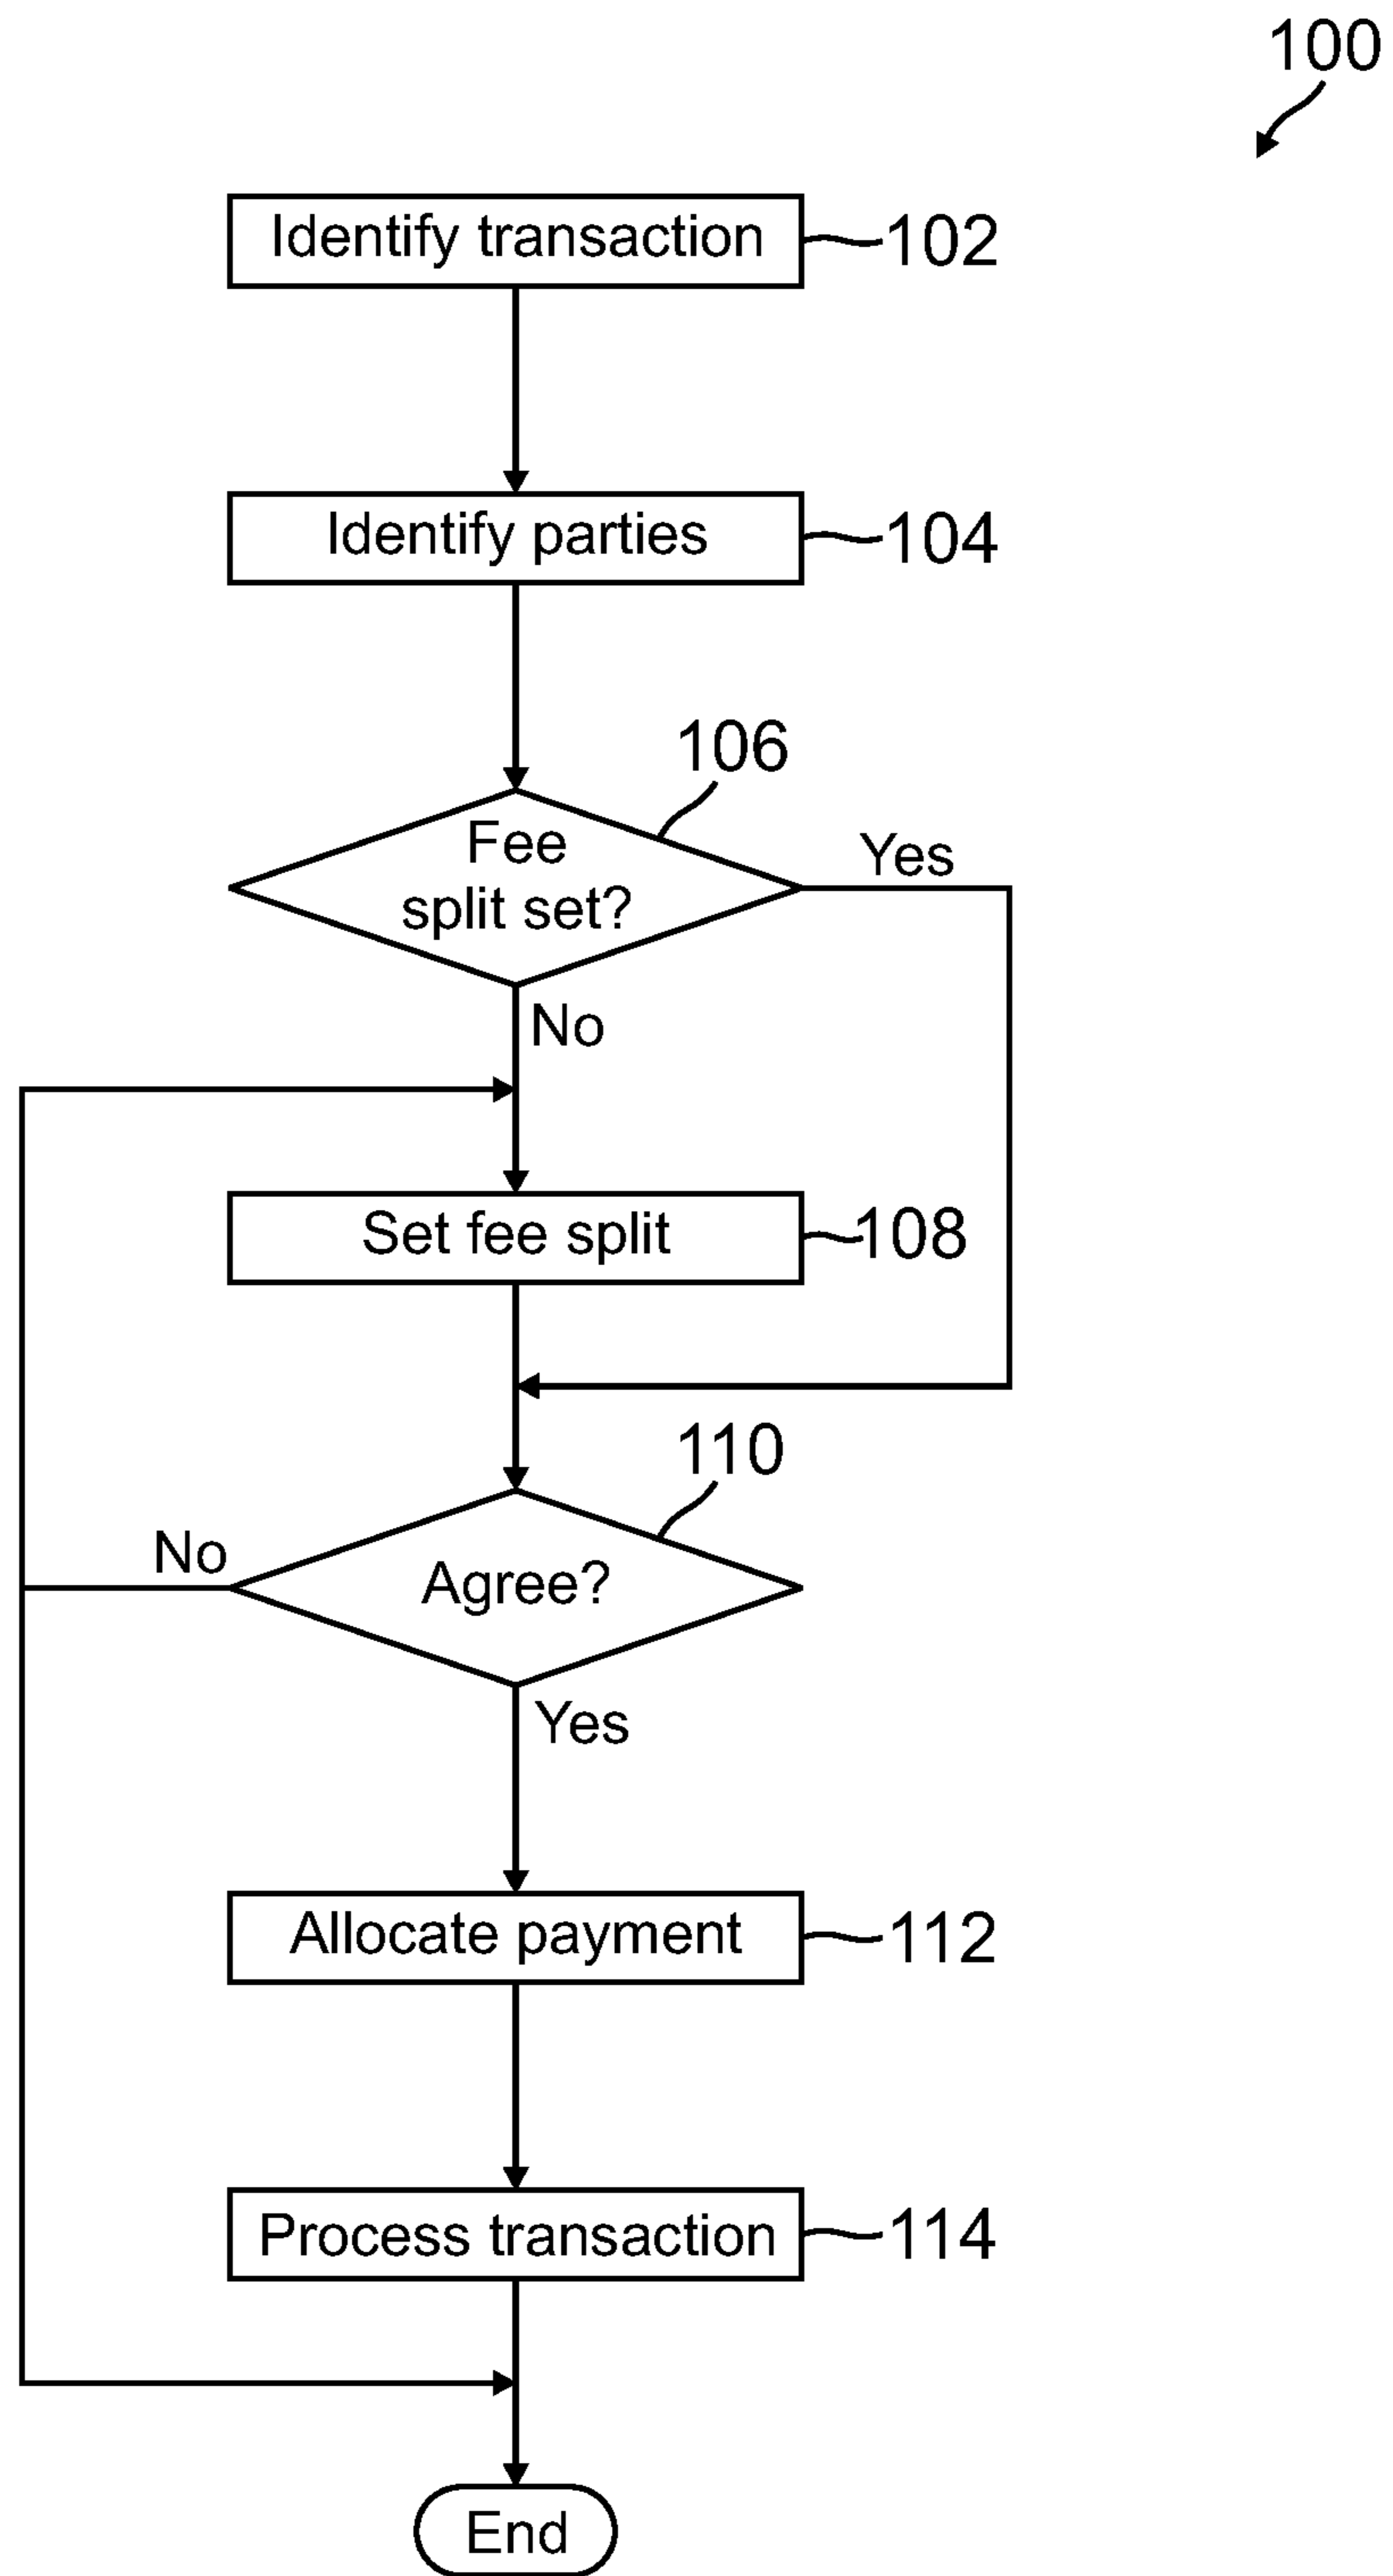 100
Identify transaction
102
Identify parties
104
106
Fee
split set?
Yes
No
Set fee split
108
110
Agree?
No
Yes
Allocate payment
112
Process transaction
114
End